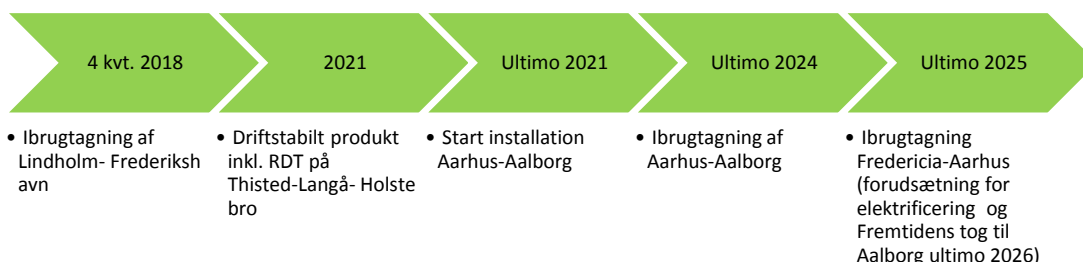 4 kvt. 2018
2021
Ultimo 2021
Ultimo 2024
Ultimo 2025
• Ibrugtagning af
Lindholm- Frederiksh
avn
• Driftstabilt produkt
inkl. RDT på
Thisted-Langå- Holste
bro
• Start installation
Aarhus-Aalborg
• Ibrugtagning af
Aarhus-Aalborg
• Ibrugtagning
Fredericia-Aarhus
(forudsætning for
elektrificering og
Fremtidens tog til
Aalborg ultimo 2026)